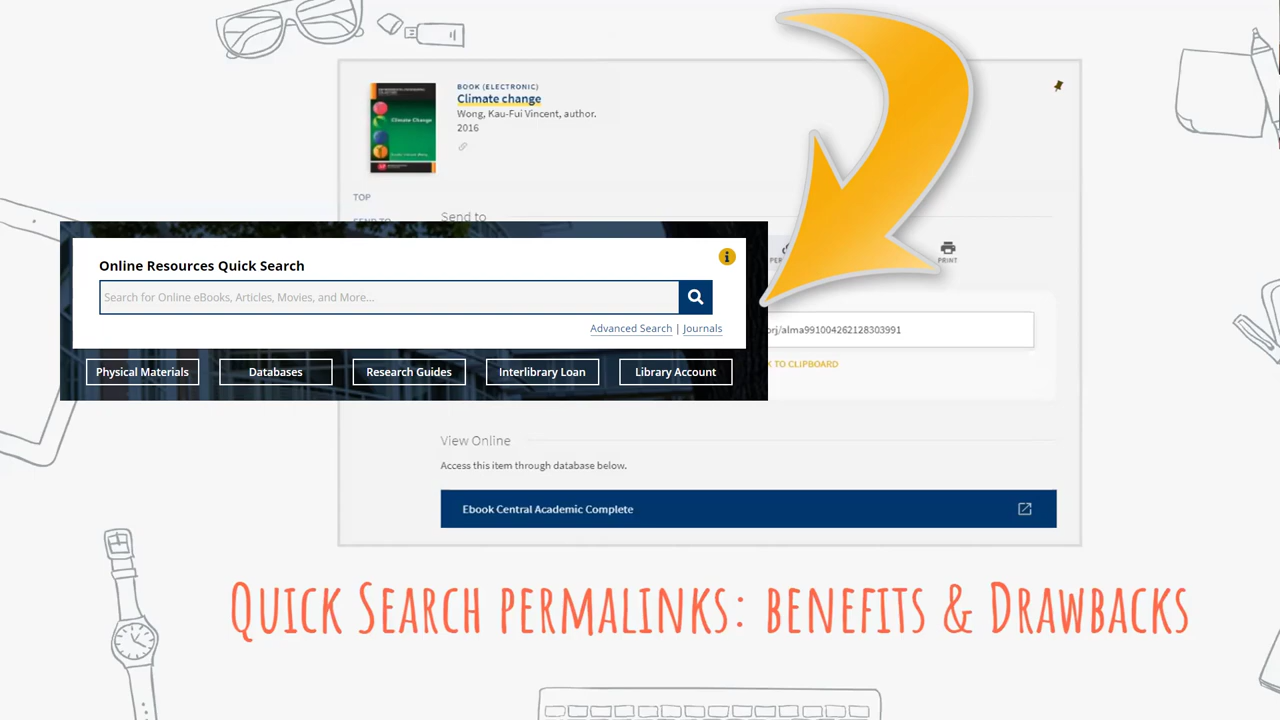 BOOK (ELECTRONIC)
Climate change
Wong, Kau-Fui Vincent, author.
2016
Climate Change
TOP
Send to
PRINT
Online Resources Quick Search
Search for Online eBooks, Articles, Movies, and More...
Advanced Search | Journals
Physical Materials
Databases
Research Guides
Interlibrary Loan
Library Account
orj/alma991004262128303991
TO CLIPBOARD
View Online
Access this item through database below.
Ebook Central Academic Complete
Quick Search permalinks: benefits & Drawbacks